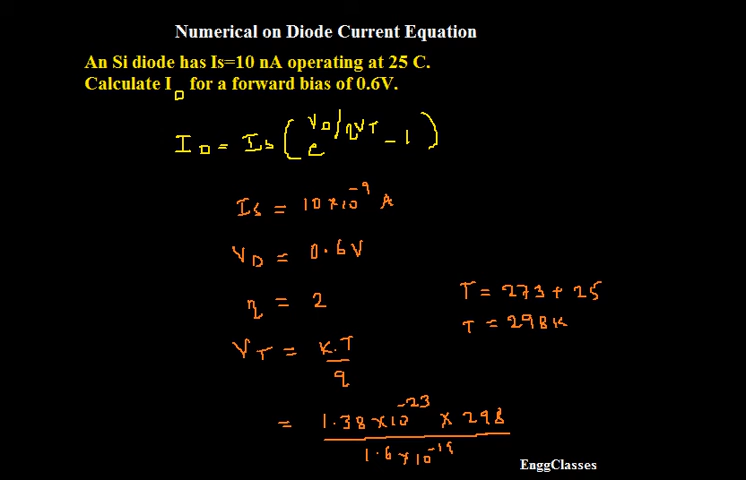 Numerical on Diode Current Equation
An Si diode has Is=10 nA operating at 25 C.
Calculate I D for a forward bias of 0.6V.
I D = Is ( e^VD/ηVT - 1 )
Is = 10 × 10^-9 A
VD = 0.6V
η = 2
T = 273 + 25
T = 298K
VT = K.T / q
= 1.38 × 10^-23 × 298 / 1.6 × 10^-19
EnggClasses